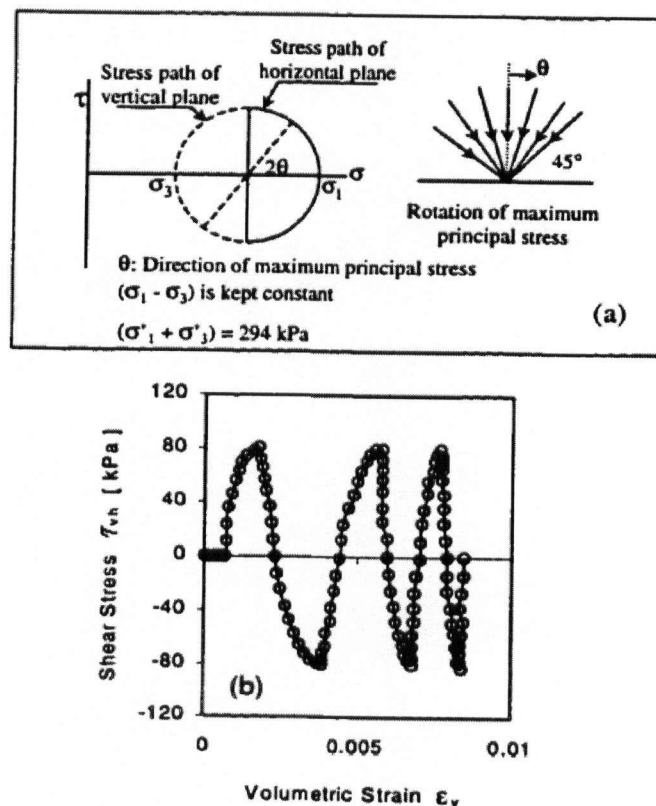 Stress path of
horizontal plane
Stress path of
vertical plane
τ
2θ
σ
σ₃
σ₁
θ
45°
Rotation of maximum
principal stress
θ: Direction of maximum principal stress
(σ₁ - σ₃) is kept constant
(σ'₁ + σ'₃) = 294 kPa
(a)
120
80
40
0
-40
-80
-120
Shear Stress τvh [ kPa ]
(b)
0
0.005
0.01
Volumetric Strain εv